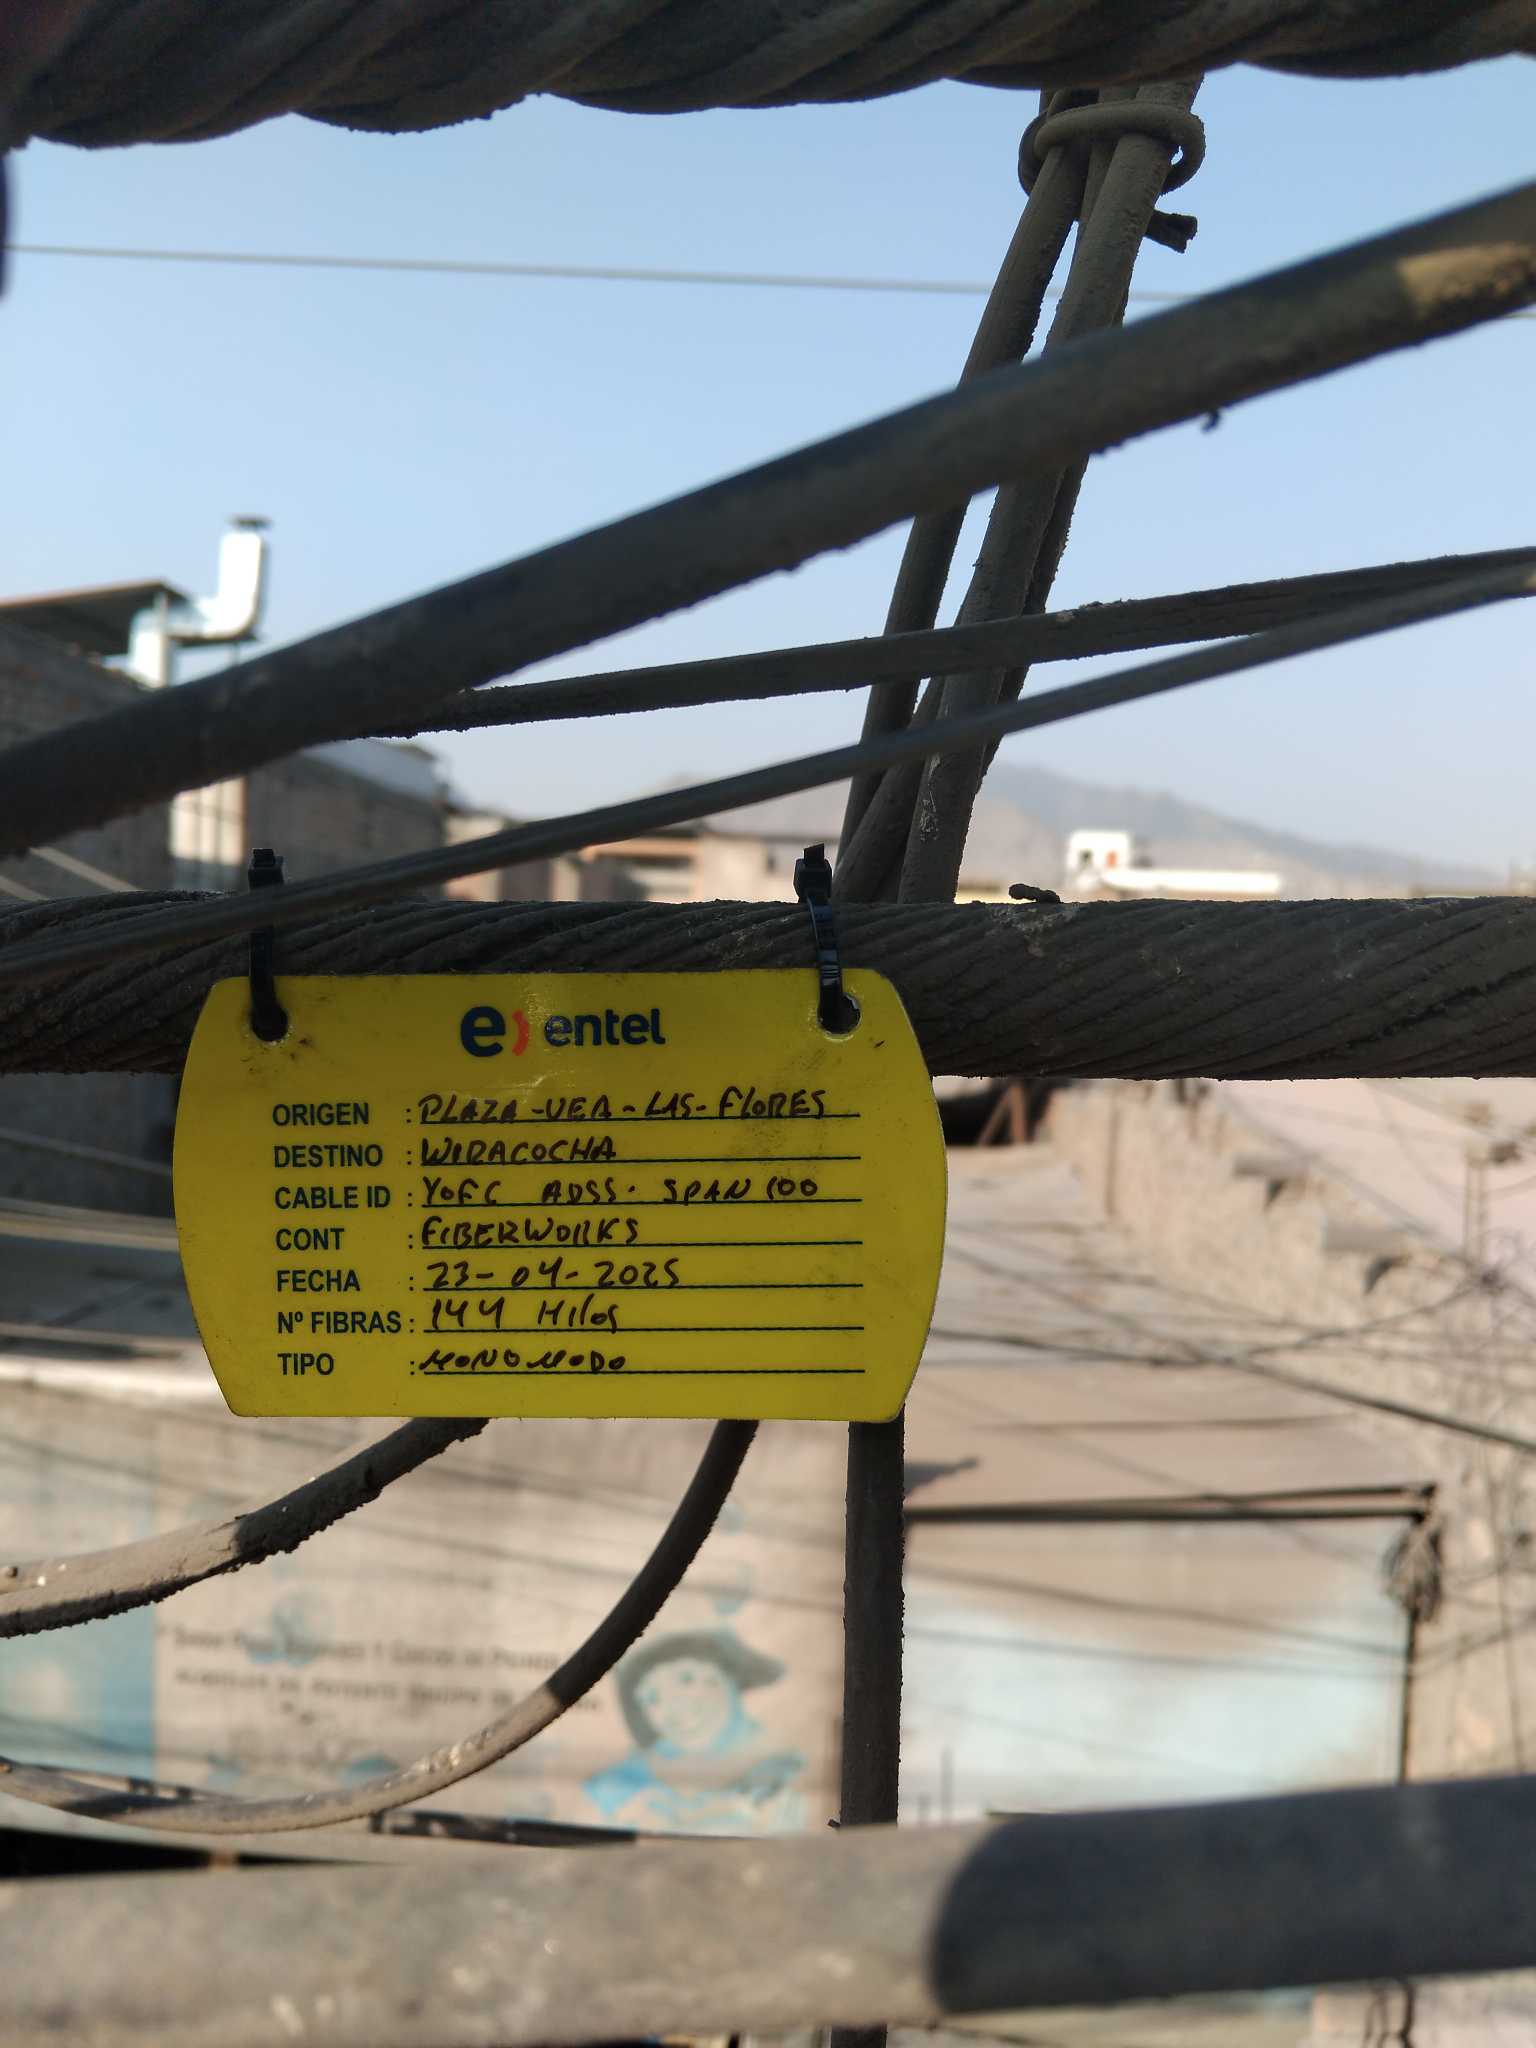 e) entel
ORIGEN : PLAZA-VEA-LAS-FLORES
DESTINO : WIRACOCHA
CABLE ID : YOFC ADSS. SPAN 100
CONT : FIBERWORKS
FECHA : 23-04-2025
Nº FIBRAS : 144 Hilos
TIPO : MONOMODO